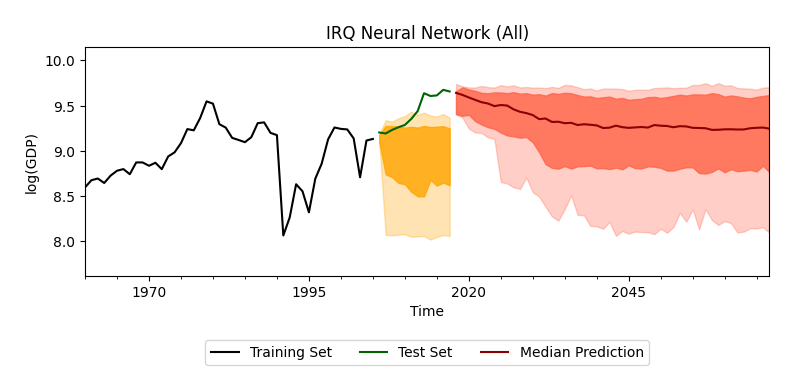 IRQ Neural Network (All)
log(GDP)
10.0
9.5
9.0
8.5
8.0
1970 1995 2020 2045
Time
Training Set Test Set Median Prediction